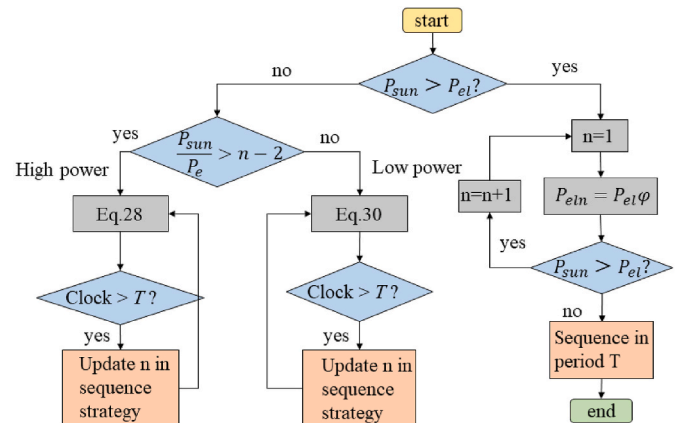 start
no
P_sun > P_el?
yes
yes
P_sun/P_e > n − 2
no
n=1
High power
Low power
n=n+1
P_eln = P_el φ
Eq.28
Eq.30
yes
P_sun > P_el?
Clock > T?
Clock > T?
no
yes
yes
Sequence in
period T
Update n in
sequence
strategy
Update n in
sequence
strategy
end